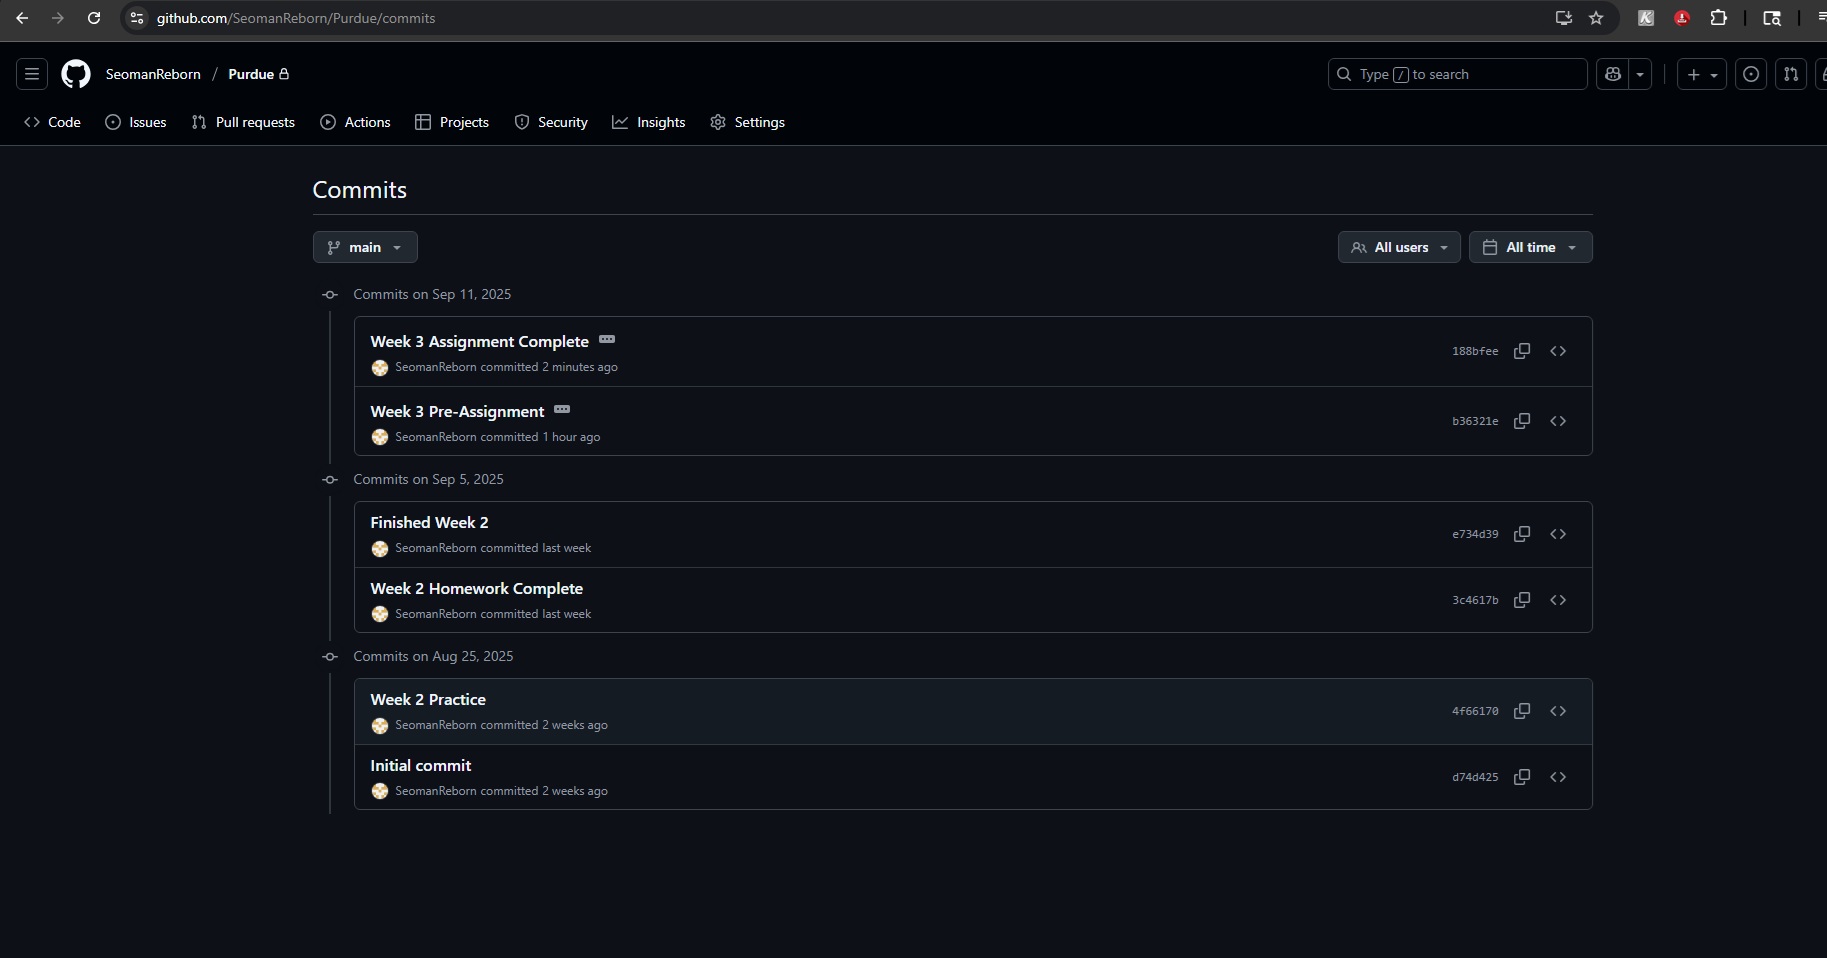 github.com/SeomanReborn/Purdue/commits
SeomanReborn / Purdue
Type / to search
Code Issues Pull requests Actions Projects Security Insights Settings
Commits
main All users All time
Commits on Sep 11, 2025
Week 3 Assignment Complete
188bfee
SeomanReborn committed 2 minutes ago
Week 3 Pre-Assignment
b36321e
SeomanReborn committed 1 hour ago
Commits on Sep 5, 2025
Finished Week 2
e734d39
SeomanReborn committed last week
Week 2 Homework Complete
3c4617b
SeomanReborn committed last week
Commits on Aug 25, 2025
Week 2 Practice
4f66170
SeomanReborn committed 2 weeks ago
Initial commit
d74d425
SeomanReborn committed 2 weeks ago